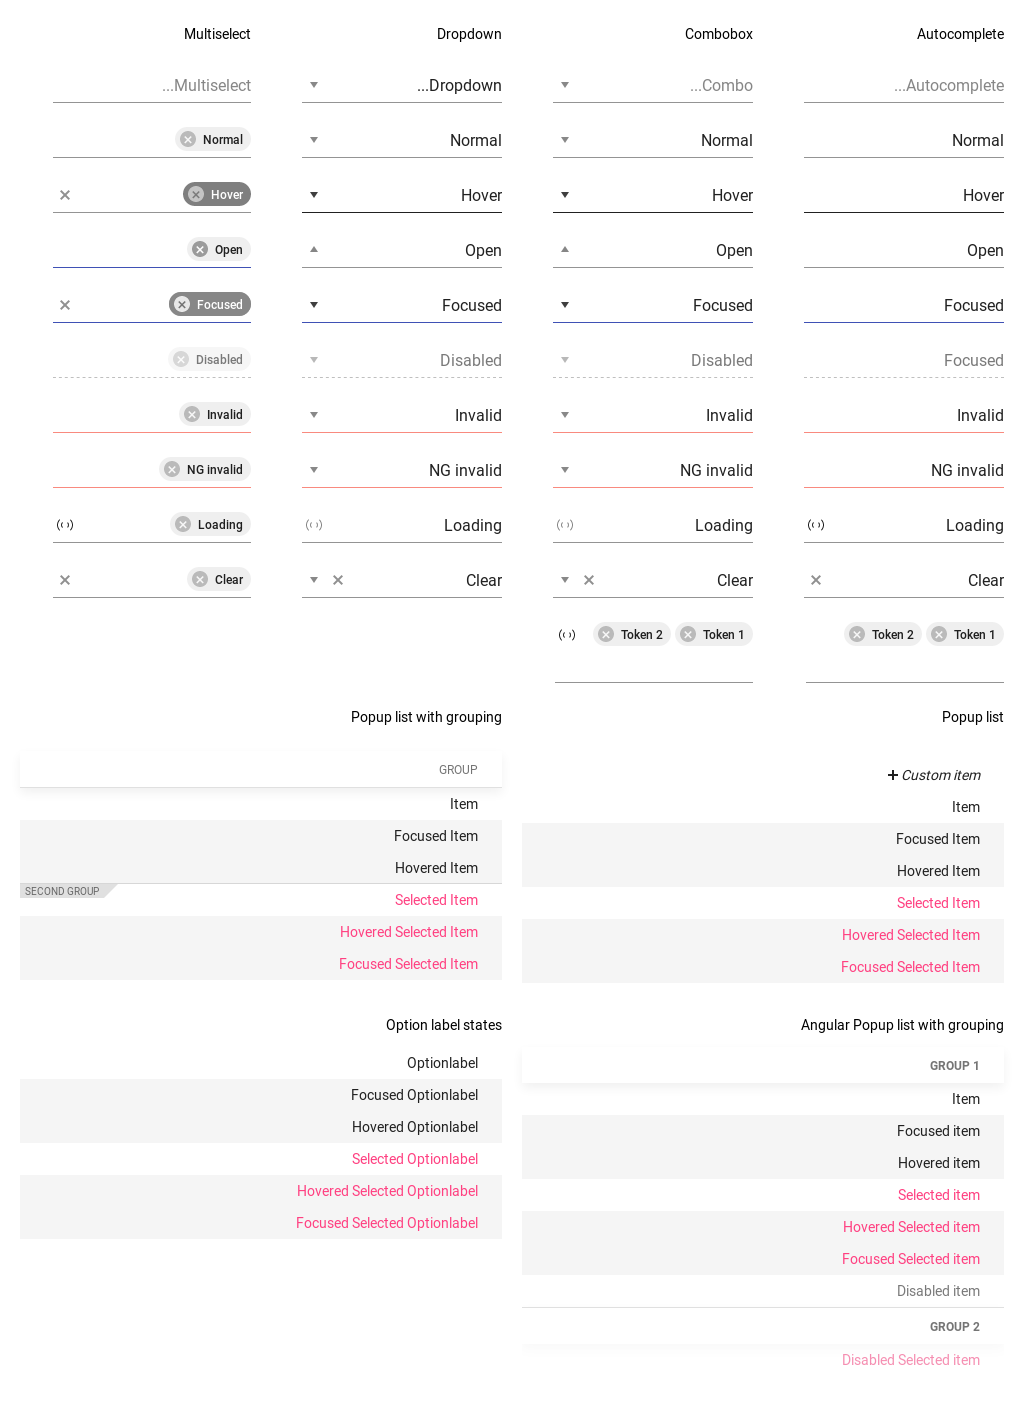 Multiselect Dropdown Combobox Autocomplete
...Multiselect ...Dropdown ...Combo ...Autocomplete
Normal Normal Normal Normal
Hover Hover Hover Hover
Open Open Open Open
Focused Focused Focused Focused
Disabled Disabled Disabled Focused
Invalid Invalid Invalid Invalid
NG invalid NG invalid NG invalid NG invalid
Loading Loading Loading Loading
Clear Clear Clear Clear
Token 2 Token 1 Token 2 Token 1
Popup list with grouping
GROUP
Item
Focused Item
Hovered Item
SECOND GROUP
Selected Item
Hovered Selected Item
Focused Selected Item
Popup list
Custom item
Item
Focused Item
Hovered Item
Selected Item
Hovered Selected Item
Focused Selected Item
Option label states
Optionlabel
Focused Optionlabel
Hovered Optionlabel
Selected Optionlabel
Hovered Selected Optionlabel
Focused Selected Optionlabel
Angular Popup list with grouping
GROUP 1
Item
Focused item
Hovered item
Selected item
Hovered Selected item
Focused Selected item
Disabled item
GROUP 2
Disabled Selected item